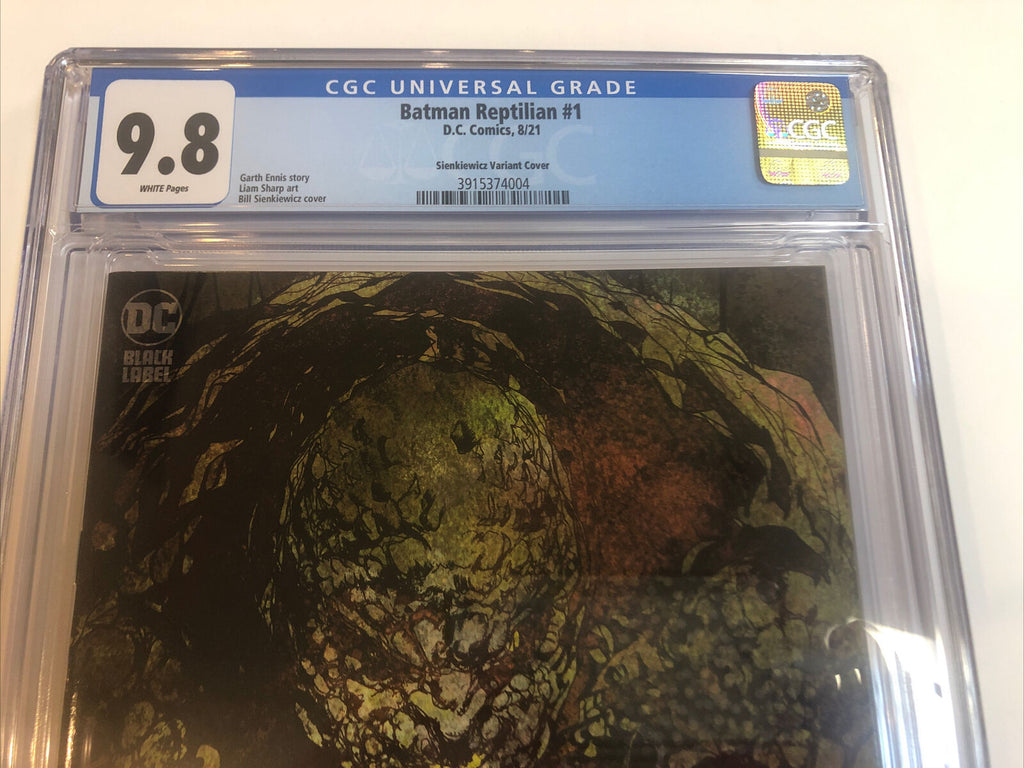 CGC UNIVERSAL GRADE
9.8
WHITE Pages
Batman Reptilian #1
D.C. Comics, 8/21
Sienkiewicz Variant Cover
3915374004
Garth Ennis story
Liam Sharp art
Bill Sienkiewicz cover
CGC
CGC
DC
BLACK
LABEL